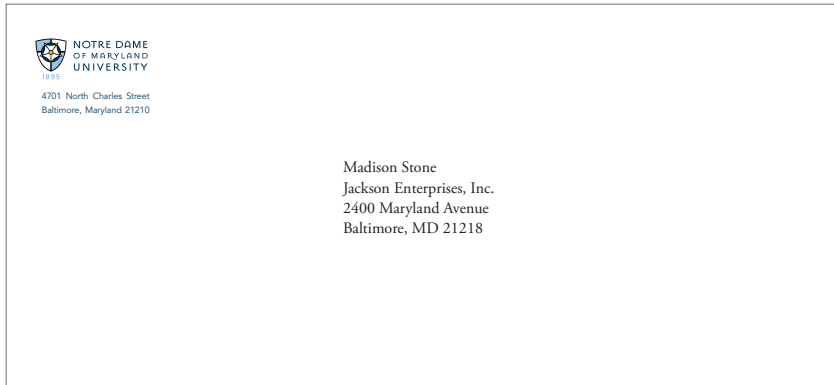 NOTRE DAME
OF MARYLAND
UNIVERSITY
1895
4701 North Charles Street
Baltimore, Maryland 21210
Madison Stone
Jackson Enterprises, Inc.
2400 Maryland Avenue
Baltimore, MD 21218